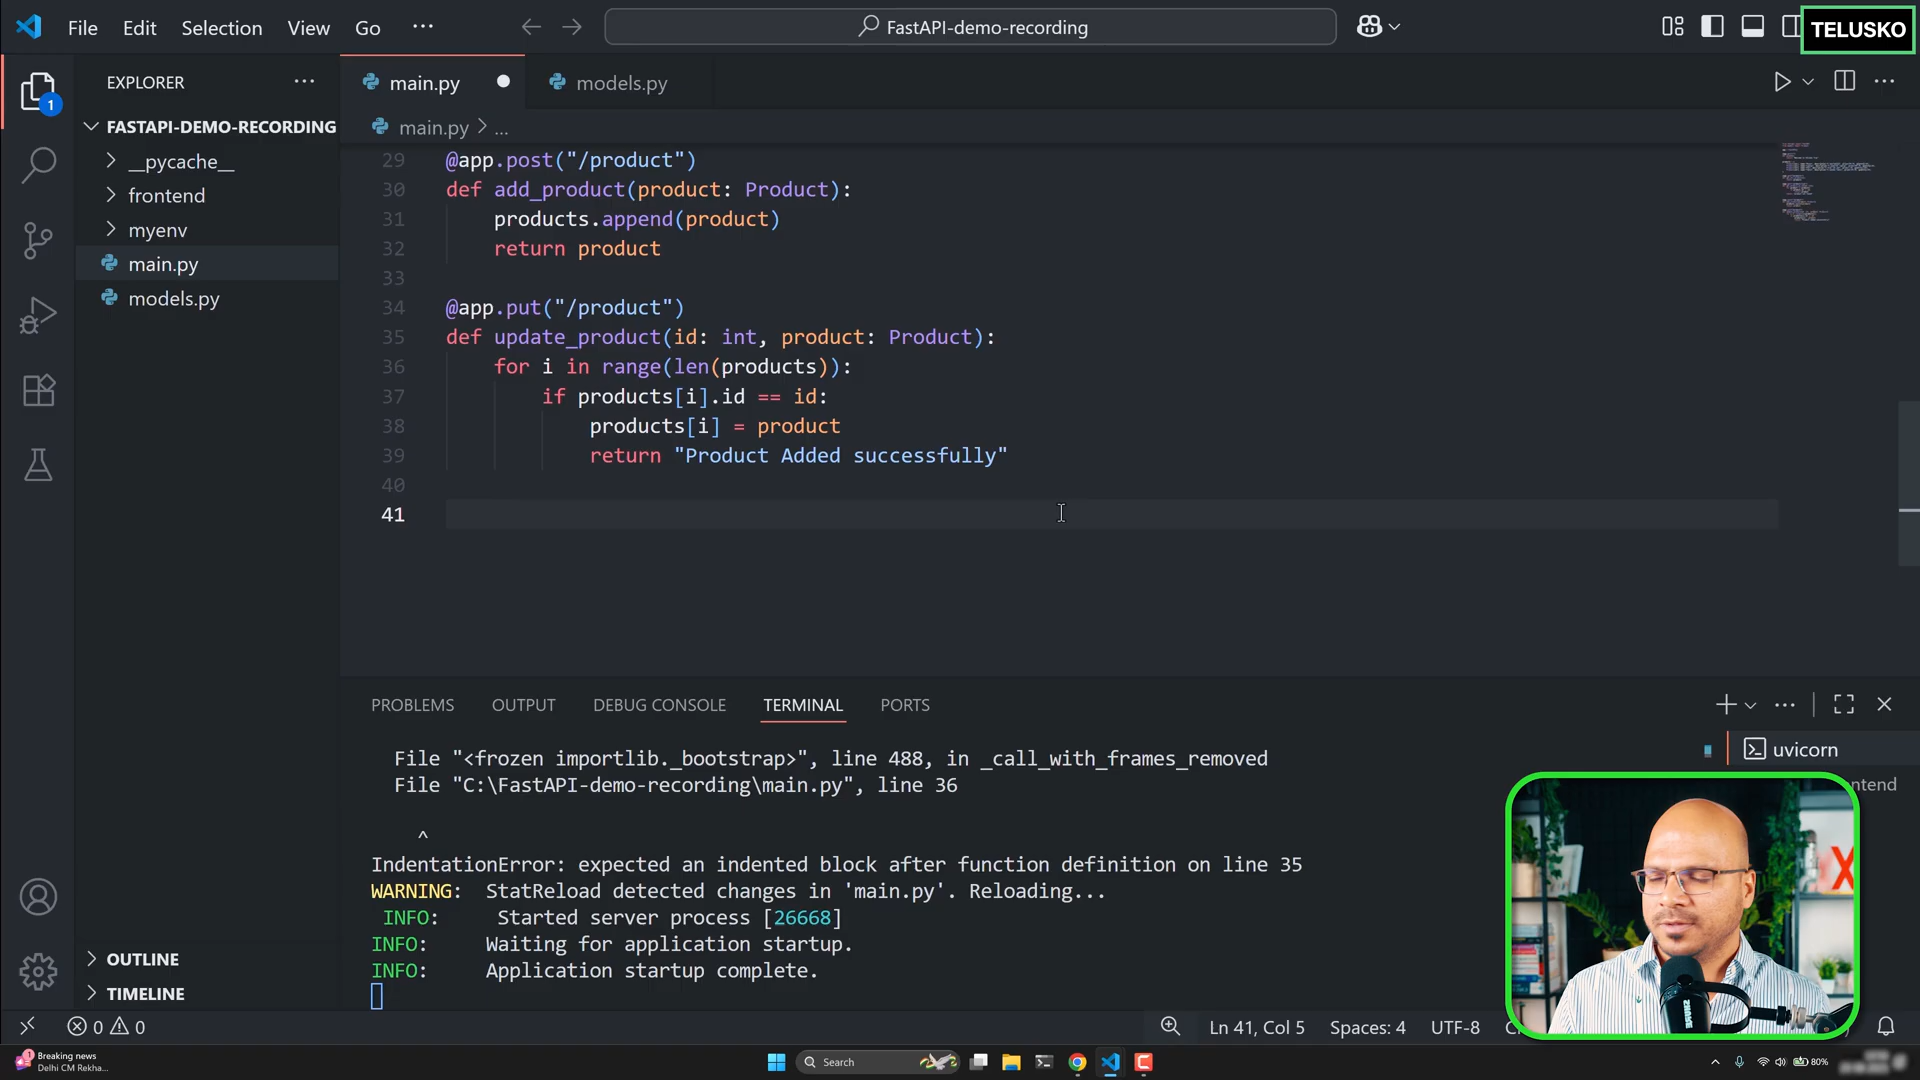 File Edit Selection View Go ...
FastAPI-demo-recording
TELUSKO
EXPLORER ...
main.py
models.py
1
FASTAPI-DEMO-RECORDING
main.py > ...
__pycache__
frontend
myenv
main.py
models.py
29 @app.post("/product")
30 def add_product(product: Product):
31 products.append(product)
32 return product
33
34 @app.put("/product")
35 def update_product(id: int, product: Product):
36 for i in range(len(products)):
37 if products[i].id == id:
38 products[i] = product
39 return "Product Added successfully"
40
41
PROBLEMS OUTPUT DEBUG CONSOLE TERMINAL PORTS
File "<frozen importlib._bootstrap>", line 488, in _call_with_frames_removed
File "C:\FastAPI-demo-recording\main.py", line 36
^
IndentationError: expected an indented block after function definition on line 35
WARNING: StatReload detected changes in 'main.py'. Reloading...
INFO: Started server process [26668]
INFO: Waiting for application startup.
INFO: Application startup complete.
uvicorn
ntend
OUTLINE
TIMELINE
0 0
Ln 41, Col 5 Spaces: 4 UTF-8
Breaking news
Delhi CM Rekha...
Search
80%